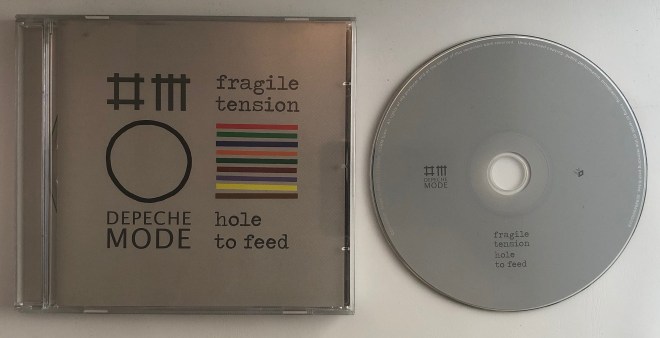 fragile
tension
DEPECHE
MODE
hole
to feed
DEPECHE
MODE
fragile
tension
hole
to feed